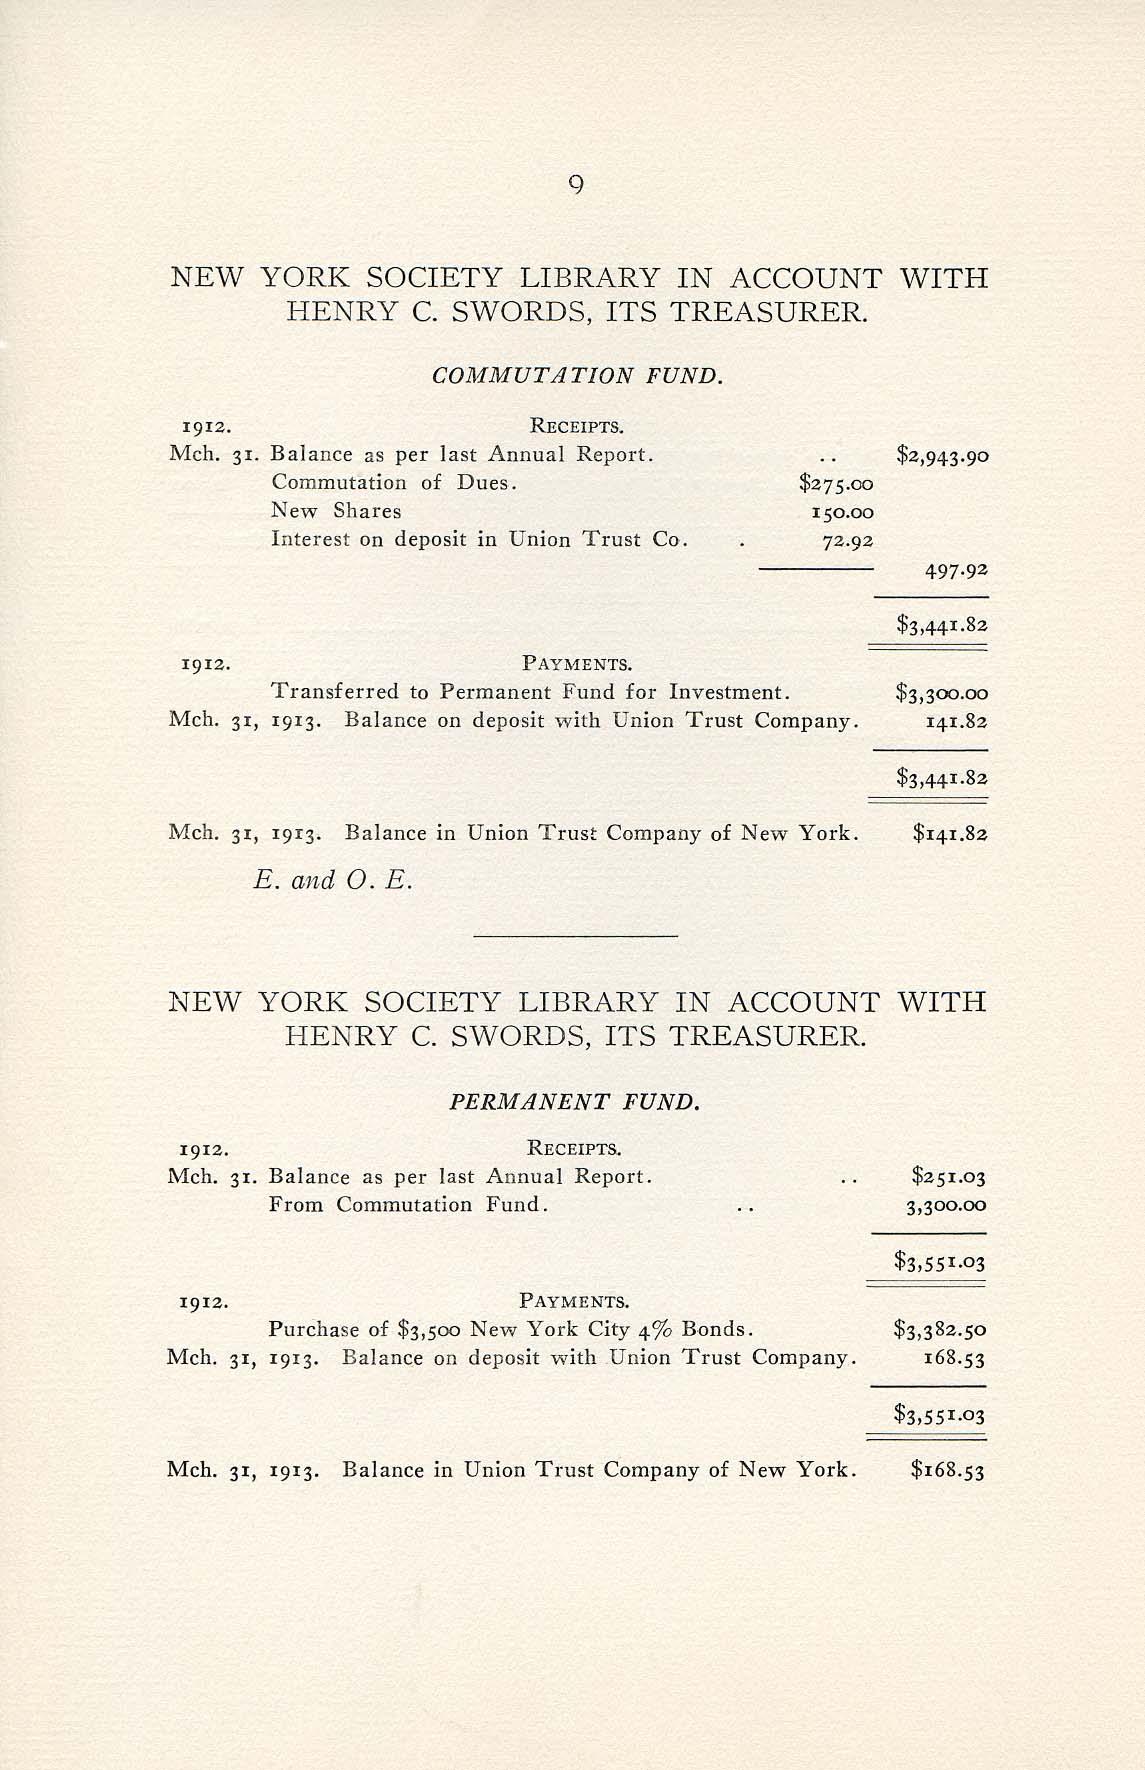 9
NEW YORK SOCIETY LIBRARY IN ACCOUNT WITH
HENRY C. SWORDS, ITS TREASURER.
COMMUTATION FUND.
1912. RECEIPTS.
Mch. 31. Balance as per last Annual Report. .. $2,943.90
Commutation of Dues. $275.00
New Shares 150.00
Interest on deposit in Union Trust Co. . 72.92
497.92
$3,441.82
1912. PAYMENTS.
Transferred to Permanent Fund for Investment. $3,300.00
Mch. 31, 1913. Balance on deposit with Union Trust Company. 141.82
$3,441.82
Mch. 31, 1913. Balance in Union Trust Company of New York. $141.82
E. and O. E.
NEW YORK SOCIETY LIBRARY IN ACCOUNT WITH
HENRY C. SWORDS, ITS TREASURER.
PERMANENT FUND.
1912. RECEIPTS.
Mch. 31. Balance as per last Annual Report. .. $251.03
From Commutation Fund. .. 3,300.00
$3,551.03
1912. PAYMENTS.
Purchase of $3,500 New York City 4% Bonds. $3,382.50
Mch. 31, 1913. Balance on deposit with Union Trust Company. 168.53
$3,551.03
Mch. 31, 1913. Balance in Union Trust Company of New York. $168.53